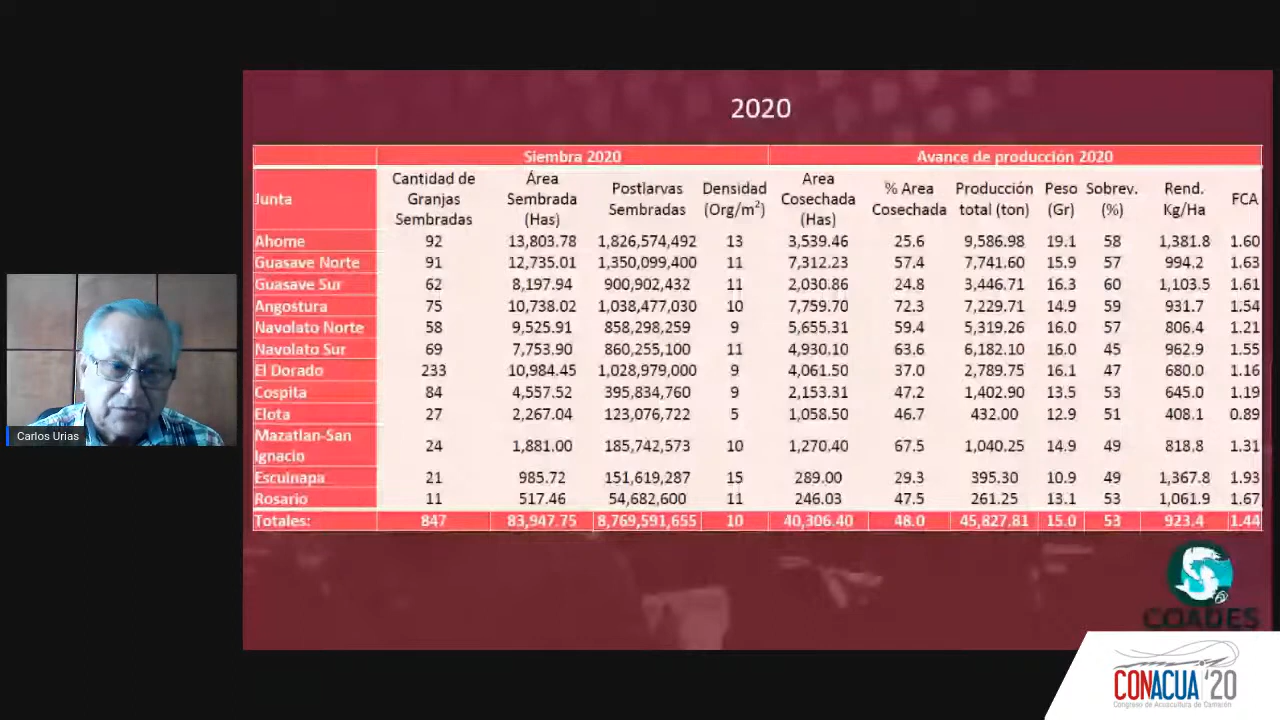 2020
Siembra 2020 Avance de producción 2020
Junta Cantidad de Granjas Sembradas Área Sembrada (Has) Postlarvas Sembradas Densidad (Org/m²) Area Cosechada (Has) % Area Cosechada Producción total (ton) Peso (Gr) Sobrev. (%) Rend. Kg/Ha FCA
Ahome 92 13,803.78 1,826,574,492 13 3,539.46 25.6 9,586.98 19.1 58 1,381.8 1.60
Guasave Norte 91 12,735.01 1,350,099,400 11 7,312.23 57.4 7,741.60 15.9 57 994.2 1.63
Guasave Sur 62 8,197.94 900,902,432 11 2,030.86 24.8 3,446.71 16.3 60 1,103.5 1.61
Angostura 75 10,738.02 1,038,477,030 10 7,759.70 72.3 7,229.71 14.9 59 931.7 1.54
Navolato Norte 58 9,525.91 858,298,259 9 5,655.31 59.4 5,319.26 16.0 57 806.4 1.21
Navolato Sur 69 7,753.90 860,255,100 11 4,930.10 63.6 6,182.10 16.0 45 962.9 1.55
El Dorado 233 10,984.45 1,028,979,000 9 4,061.50 37.0 2,789.75 16.1 47 680.0 1.16
Cospita 84 4,557.52 395,834,760 9 2,153.31 47.2 1,402.90 13.5 53 645.0 1.19
Elota 27 2,267.04 123,076,722 5 1,058.50 46.7 432.00 12.9 51 408.1 0.89
Mazatlan-San Ignacio 24 1,881.00 185,742,573 10 1,270.40 67.5 1,040.25 14.9 49 818.8 1.31
Escuinapa 21 985.72 151,619,287 15 289.00 29.3 395.30 10.9 49 1,367.8 1.93
Rosario 11 517.46 54,682,600 11 246.03 47.5 261.25 13.1 53 1,061.9 1.67
Totales: 847 83,947.75 8,769,591,655 10 40,306.40 48.0 45,827.81 15.0 53 923.4 1.44
Carlos Urias
COADES
CONACUA '20
Congreso de Acuacultura de Camarón